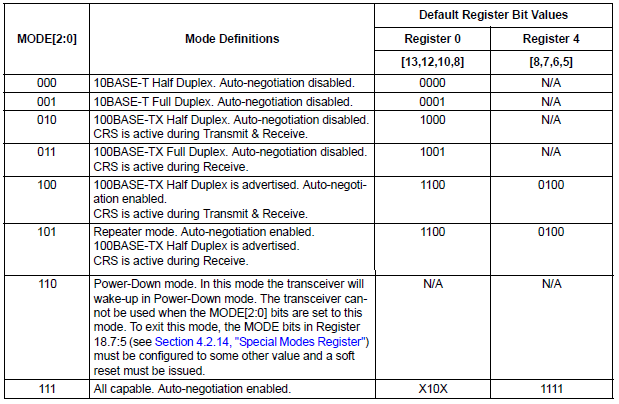 Default Register Bit Values
MODE[2:0] Mode Definitions Register 0 Register 4
[13,12,10,8] [8,7,6,5]
000 10BASE-T Half Duplex. Auto-negotiation disabled. 0000 N/A
001 10BASE-T Full Duplex. Auto-negotiation disabled. 0001 N/A
010 100BASE-TX Half Duplex. Auto-negotiation disabled. 1000 N/A
CRS is active during Transmit & Receive.
011 100BASE-TX Full Duplex. Auto-negotiation disabled. 1001 N/A
CRS is active during Receive.
100 100BASE-TX Half Duplex is advertised. Auto-negoti- 1100 0100
ation enabled.
CRS is active during Transmit & Receive.
101 Repeater mode. Auto-negotiation enabled. 1100 0100
100BASE-TX Half Duplex is advertised.
CRS is active during Receive.
110 Power-Down mode. In this mode the transceiver will N/A N/A
wake-up in Power-Down mode. The transceiver can-
not be used when the MODE[2:0] bits are set to this
mode. To exit this mode, the MODE bits in Register
18.7:5 (see Section 4.2.14, "Special Modes Register")
must be configured to some other value and a soft
reset must be issued.
111 All capable. Auto-negotiation enabled. X10X 1111